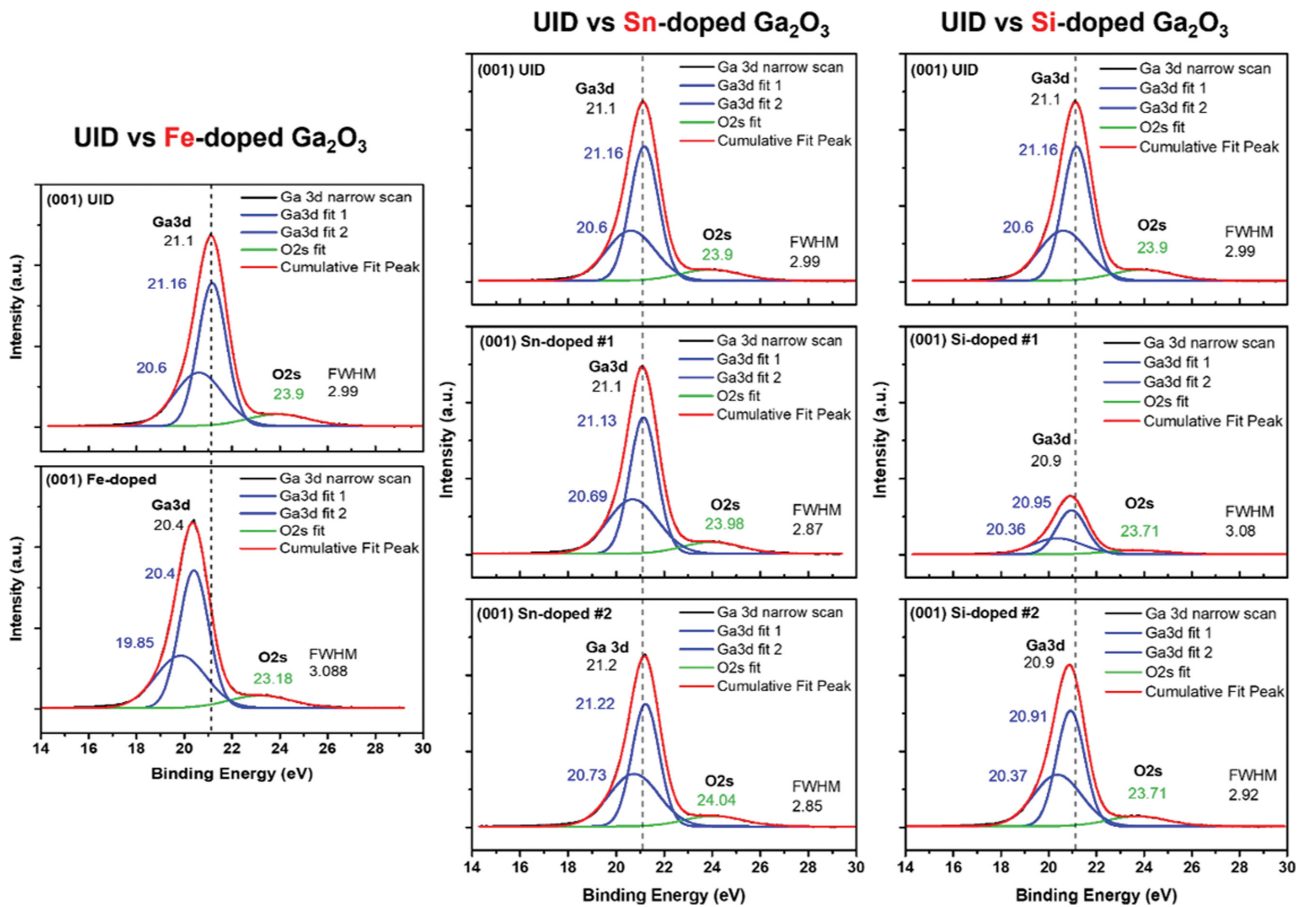 UID vs Fe-doped Ga₂O₃
(001) UID
Ga3d
21.1
21.16
20.6
O2s
23.9
FWHM
2.99
Ga 3d narrow scan
Ga3d fit 1
Ga3d fit 2
O2s fit
Cumulative Fit Peak
Intensity (a.u.)
(001) Fe-doped
Ga3d
20.4
20.4
19.85
O2s
23.18
FWHM
3.088
Ga 3d narrow scan
Ga3d fit 1
Ga3d fit 2
O2s fit
Cumulative Fit Peak
Intensity (a.u.)
14 16 18 20 22 24 26 28 30
Binding Energy (eV)
UID vs Sn-doped Ga₂O₃
(001) UID
Ga3d
21.1
21.16
20.6
O2s
23.9
FWHM
2.99
Ga 3d narrow scan
Ga3d fit 1
Ga3d fit 2
O2s fit
Cumulative Fit Peak
(001) Sn-doped #1
Ga3d
21.1
21.13
20.69
O2s
23.98
FWHM
2.87
Ga 3d narrow scan
Ga3d fit 1
Ga3d fit 2
O2s fit
Cumulative Fit Peak
Intensity (a.u.)
(001) Sn-doped #2
Ga 3d
21.2
21.22
20.73
O2s
24.04
FWHM
2.85
Ga 3d narrow scan
Ga3d fit 1
Ga3d fit 2
O2s fit
Cumulative Fit Peak
14 16 18 20 22 24 26 28 30
Binding Energy (eV)
UID vs Si-doped Ga₂O₃
(001) UID
Ga3d
21.1
21.16
20.6
O2s
23.9
FWHM
2.99
Ga 3d narrow scan
Ga3d fit 1
Ga3d fit 2
O2s fit
Cumulative Fit Peak
(001) Si-doped #1
Ga3d
20.9
20.95
20.36
O2s
23.71
FWHM
3.08
Ga 3d narrow scan
Ga3d fit 1
Ga3d fit 2
O2s fit
Cumulative Fit Peak
Intensity (a.u.)
(001) Si-doped #2
Ga3d
20.9
20.91
20.37
O2s
23.71
FWHM
2.92
Ga 3d narrow scan
Ga3d fit 1
Ga3d fit 2
O2s fit
Cumulative Fit Peak
14 16 18 20 22 24 26 28 30
Binding Energy (eV)